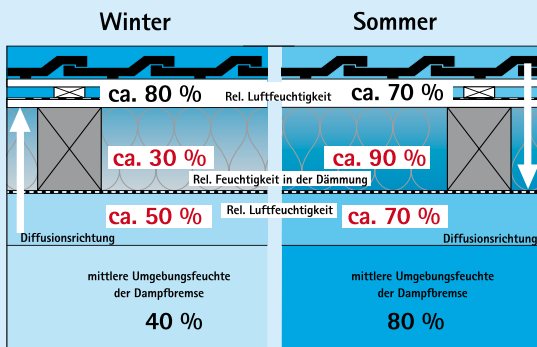 Winter
Sommer
ca. 80 %
Rel. Luftfeuchtigkeit
ca. 70 %
ca. 30 %
ca. 90 %
Rel. Feuchtigkeit in der Dämmung
ca. 50 %
Rel. Luftfeuchtigkeit
ca. 70 %
Diffusionsrichtung
Diffusionsrichtung
mittlere Umgebungsfeuchte
der Dampfbremse
40 %
mittlere Umgebungsfeuchte
der Dampfbremse
80 %